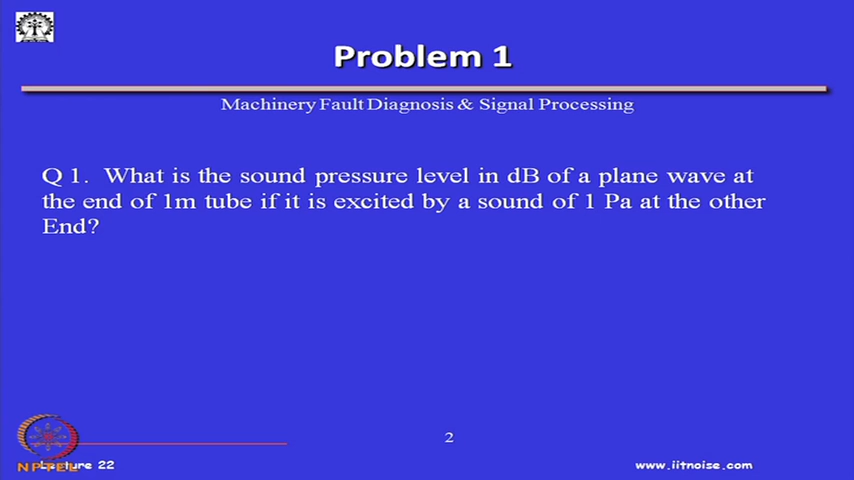 Problem 1
Machinery Fault Diagnosis & Signal Processing
Q 1. What is the sound pressure level in dB of a plane wave at
the end of 1m tube if it is excited by a sound of 1 Pa at the other
End?
2
NPTEL
Lecture 22
www.iitnoise.com